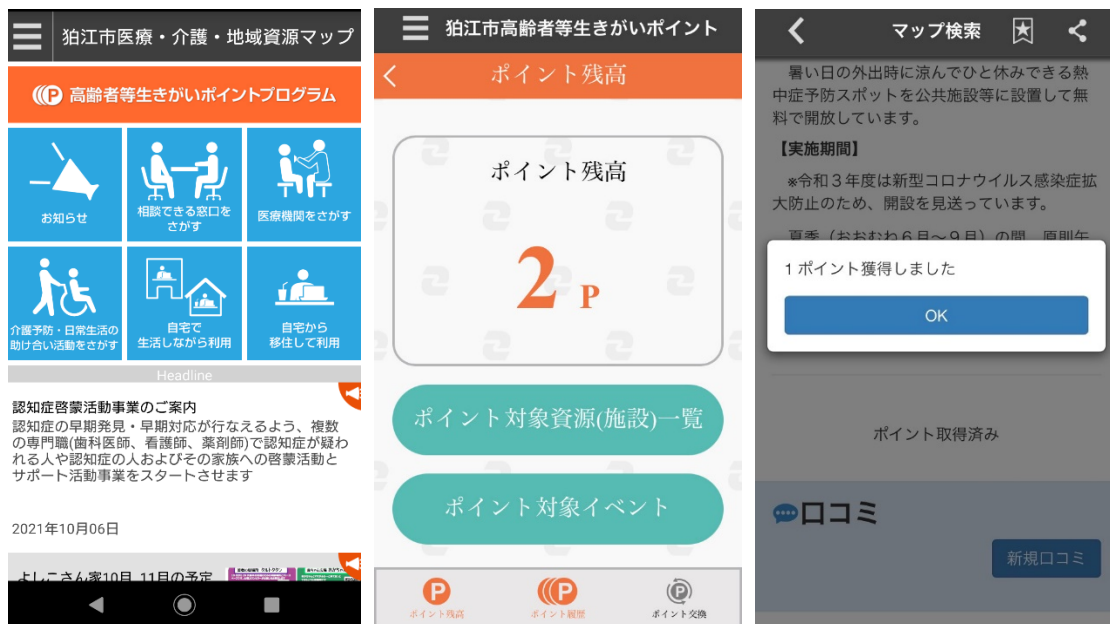 狛江市医療・介護・地域資源マップ
高齢者等生きがいポイントプログラム
お知らせ
相談できる窓口を
さがす
医療機関をさがす
介護予防・日常生活の
助け合い活動をさがす
自宅で
生活しながら利用
自宅から
移住して利用
Headline
認知症啓蒙活動事業のご案内
認知症の早期発見・早期対応が行なえるよう、複数
の専門職(歯科医師、看護師、薬剤師)で認知症が疑わ
れる人や認知症の人およびその家族への啓蒙活動と
サポート活動事業をスタートさせます
2021年10月06日
よしこさん家10月 11月の予定
狛江市高齢者等生きがいポイント
ポイント残高
ポイント残高
2 P
ポイント対象資源(施設)一覧
ポイント対象イベント
ポイント残高
ポイント履歴
ポイント交換
マップ検索
暑い日の外出時に涼んでひと休みできる熱
中症予防スポットを公共施設等に設置して無
料で開放しています。
【実施期間】
※令和３年度は新型コロナウイルス感染症拡
大防止のため、開設を見送っています。
夏季（おおむね６月～９月）の間、原則午
1 ポイント獲得しました
OK
ポイント取得済み
口コミ
新規口コミ